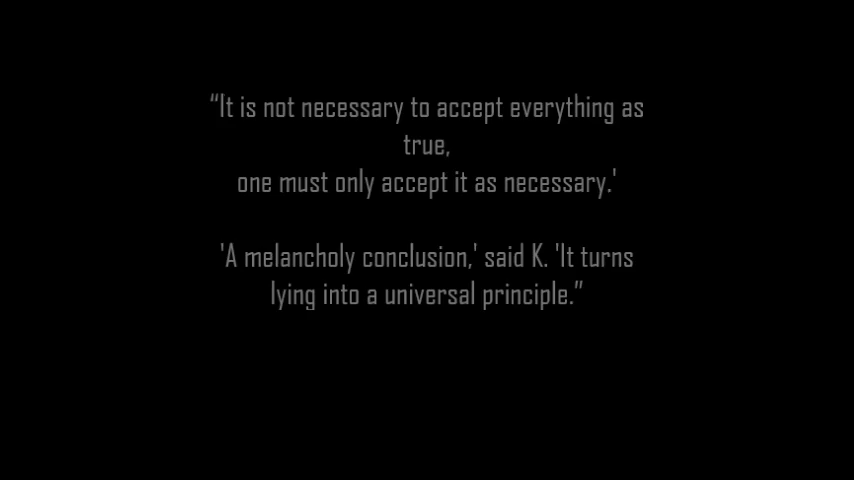 “It is not necessary to accept everything as
true,
one must only accept it as necessary.'
'A melancholy conclusion,' said K. 'It turns
lying into a universal principle.”